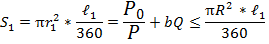 S₁ = πr₁² * ℓ₁/360 = P₀/P + bQ ≤ πR² * ℓ₁/360